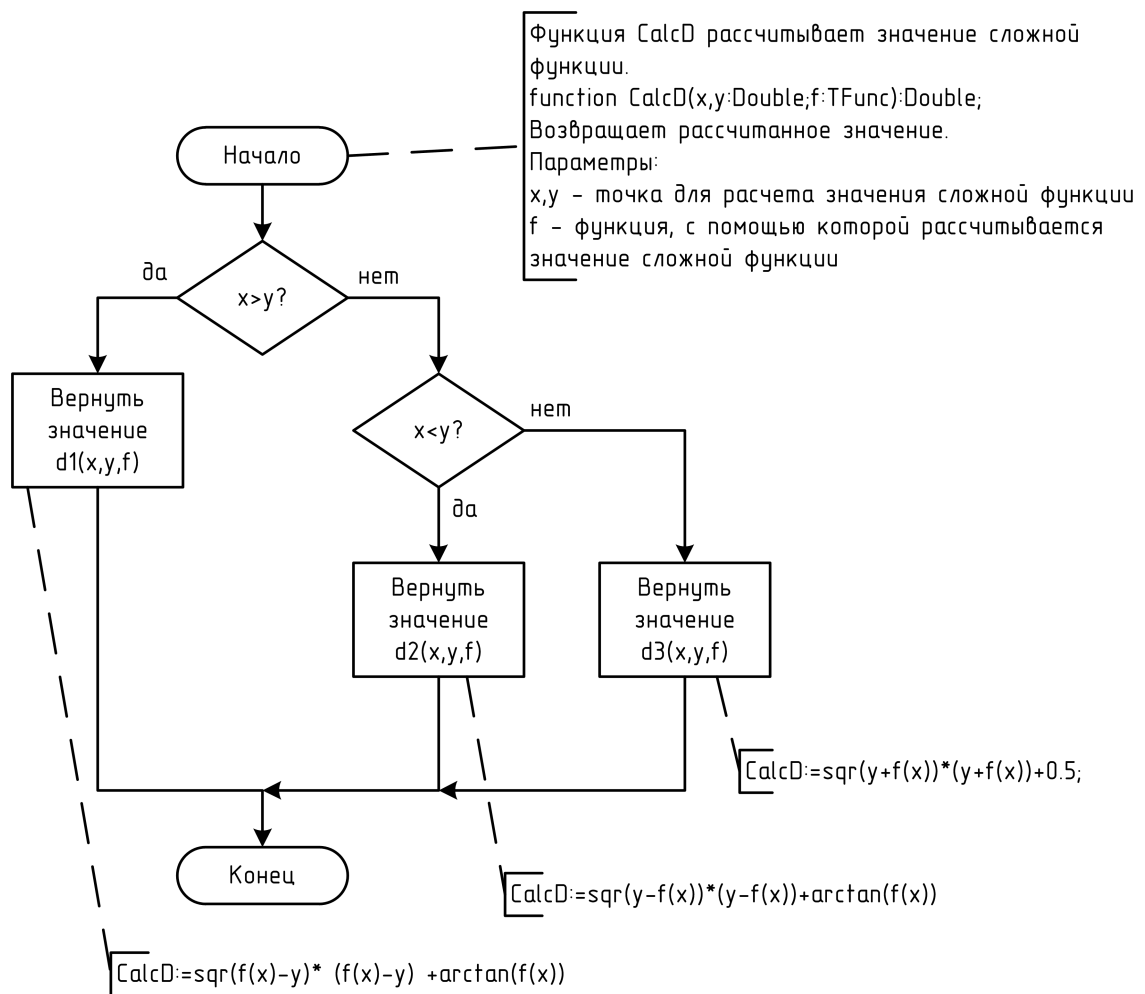 Функция CalcD рассчитывает значение сложной
функции.
function CalcD(x,y:Double;f:TFunc):Double;
Возвращает рассчитанное значение.
Параметры:
x,y – точка для расчета значения сложной функции
f – функция, с помощью которой рассчитывается
значение сложной функции
Начало
x>y?
да
нет
Вернуть
значение
d1(x,y,f)
x<y?
нет
да
Вернуть
значение
d2(x,y,f)
Вернуть
значение
d3(x,y,f)
CalcD:=sqr(y+f(x))*(y+f(x))+0.5;
Конец
CalcD:=sqr(y-f(x))*(y-f(x))+arctan(f(x))
CalcD:=sqr(f(x)-y)* (f(x)-y) +arctan(f(x))